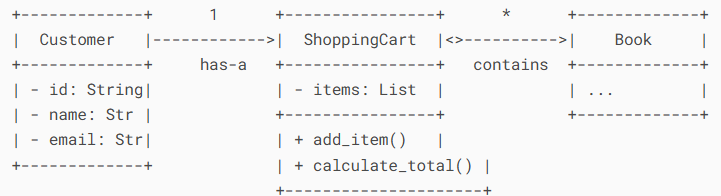 +-------------+      1      +---------------+      *      +-------------+
|  Customer   |------------>|  ShoppingCart |<>---------->|    Book     |
+-------------+    has-a    +---------------+   contains  +-------------+
| - id: String|             | - items: List |             | ...         |
| - name: Str |             +---------------+             +-------------+
| - email: Str|             | + add_item()  |
+-------------+             | + calculate_total() |
                            +---------------------+